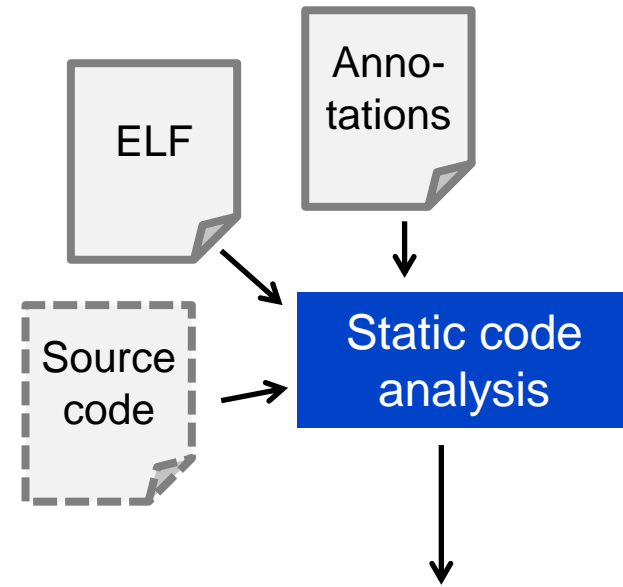 Anno-
tations
ELF
Source
code
Static code
analysis